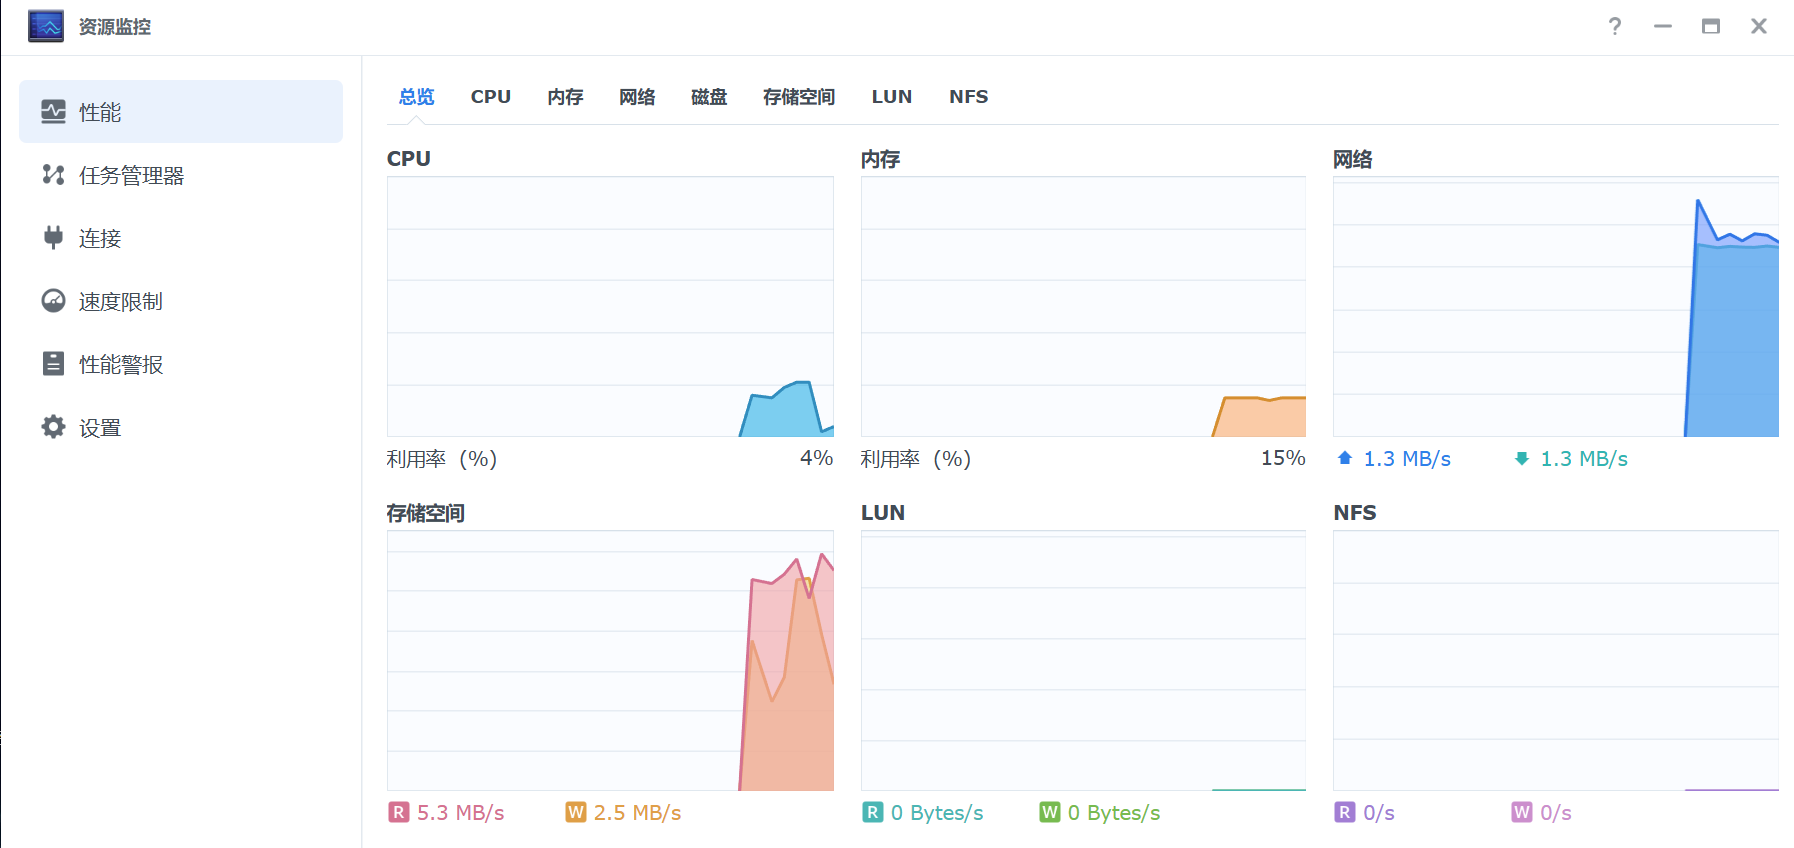 资源监控
性能
任务管理器
连接
速度限制
性能警报
设置
总览 CPU 内存 网络 磁盘 存储空间 LUN NFS
CPU
利用率 (%) 4%
内存
利用率 (%) 15%
网络
1.3 MB/s 1.3 MB/s
存储空间
R 5.3 MB/s W 2.5 MB/s
LUN
R 0 Bytes/s W 0 Bytes/s
NFS
R 0/s W 0/s